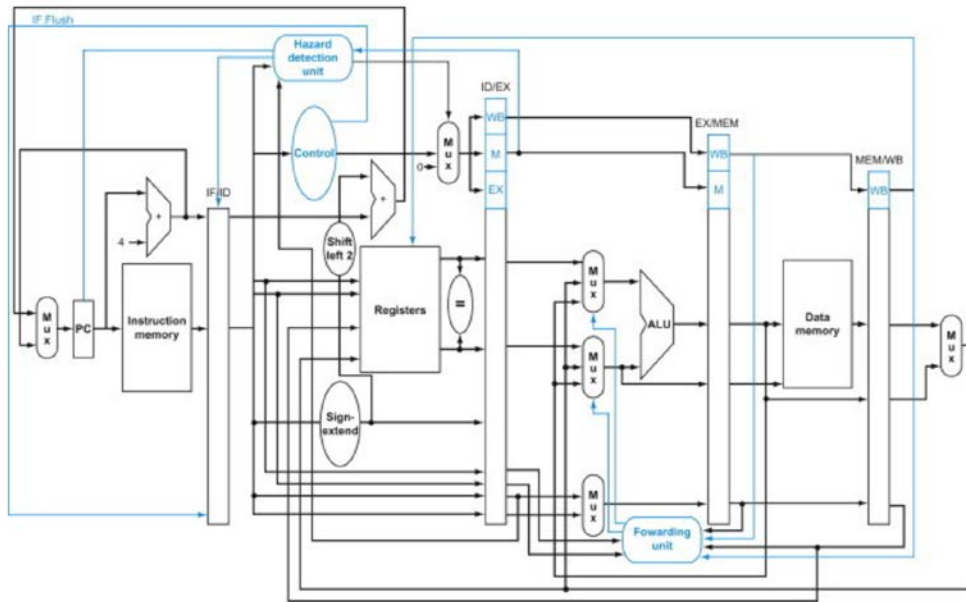 IF.Flush
Hazard
detection
unit
ID/EX
WB
M
EX
Control
M
u
x
0
EX/MEM
WB
M
MEM/WB
WB
IF/ID
+
4
+
Shift
left 2
Registers
=
M
u
x
PC
Instruction
memory
M
u
x
ALU
M
u
x
Data
memory
M
u
x
Sign-
extend
M
u
x
Fowarding
unit